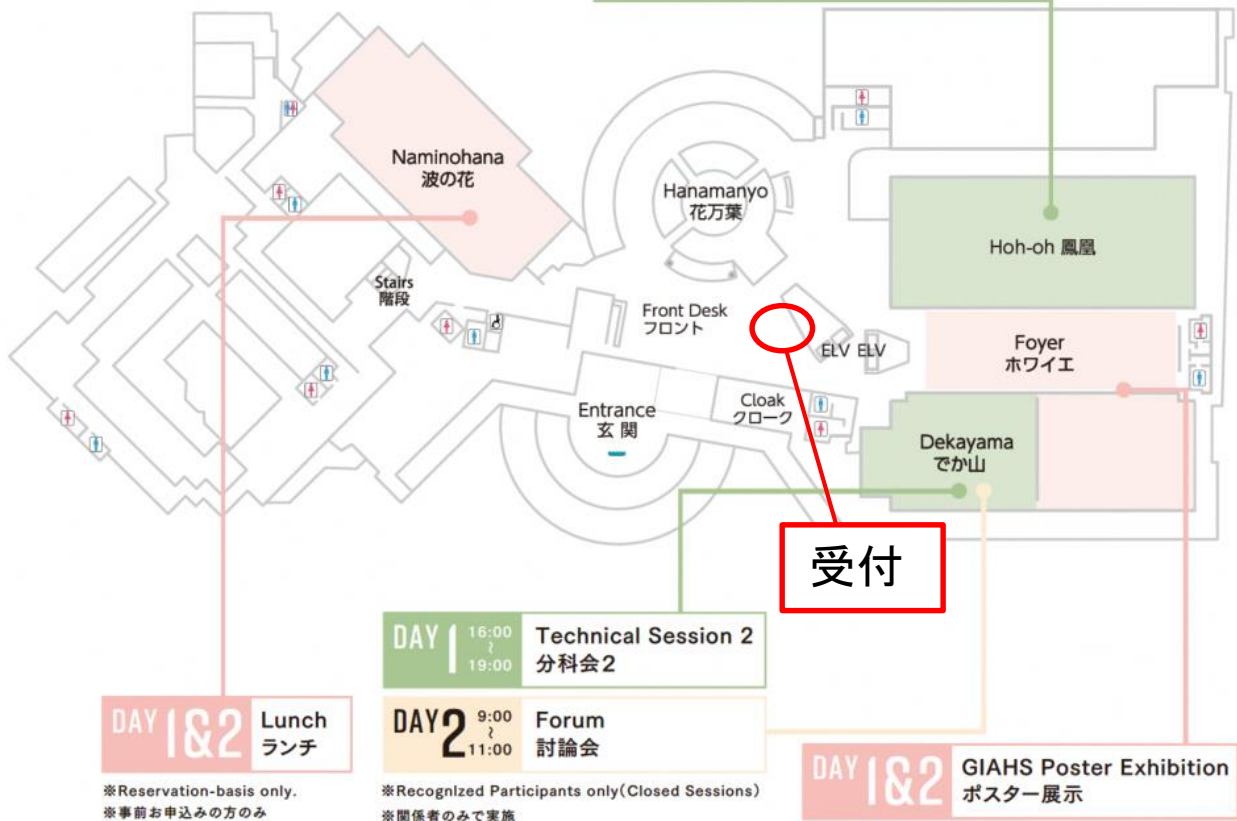 Naminohana
波の花
Hanamanyo
花万葉
Hoh-oh 鳳凰
Stairs
階段
Front Desk
フロント
ELV ELV
Foyer
ホワイエ
Entrance
玄 関
Cloak
クローク
Dekayama
でか山
受付
DAY 1 16:00
~
19:00
Technical Session 2
分科会2
DAY 1&2
Lunch
ランチ
※Reservation-basis only.
※事前お申込みの方のみ
DAY 2 9:00
~
11:00
Forum
討論会
※Recognized Participants only(Closed Sessions)
※関係者のみで実施
DAY 1&2
GIAHS Poster Exhibition
ポスター展示